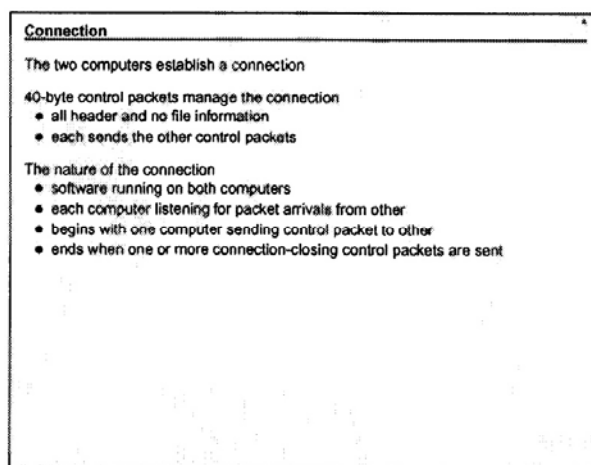 Connection
The two computers establish a connection
40-byte control packets manage the connection
• all header and no file information
• each sends the other control packets
The nature of the connection
• software running on both computers
• each computer listening for packet arrivals from other
• begins with one computer sending control packet to other
• ends when one or more connection-closing control packets are sent